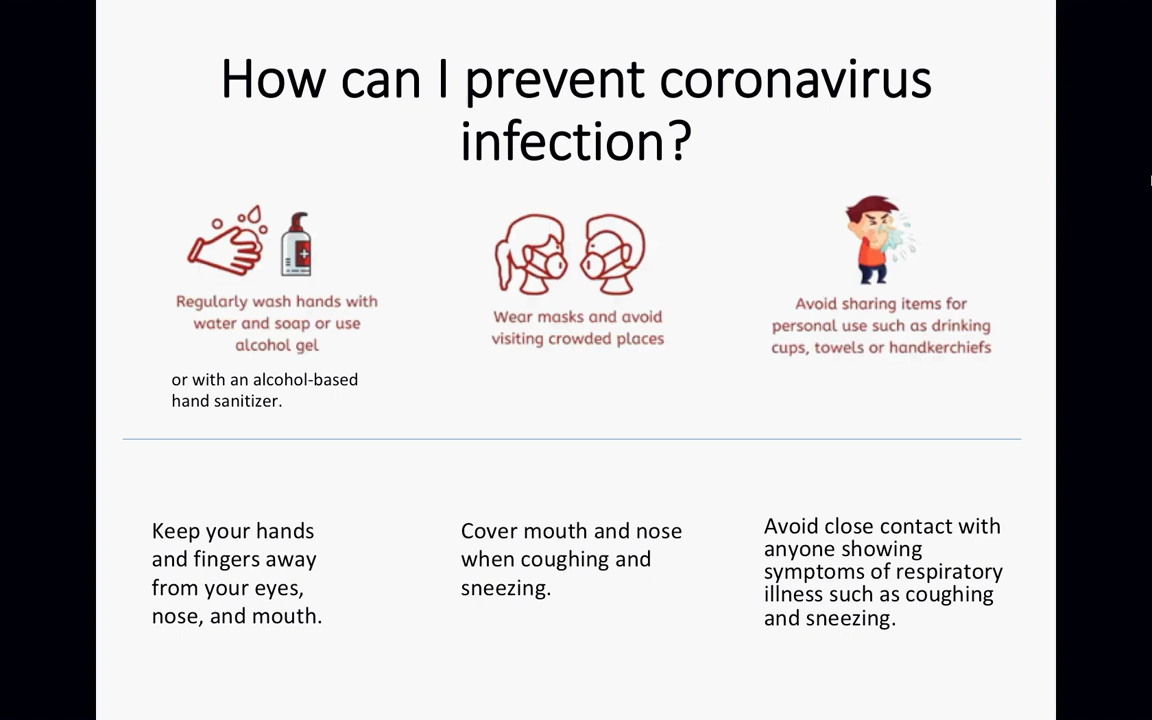 How can I prevent coronavirus
infection?
Regularly wash hands with
water and soap or use
alcohol gel
or with an alcohol-based
hand sanitizer.
Wear masks and avoid
visiting crowded places
Avoid sharing items for
personal use such as drinking
cups, towels or handkerchiefs
Keep your hands
and fingers away
from your eyes,
nose, and mouth.
Cover mouth and nose
when coughing and
sneezing.
Avoid close contact with
anyone showing
symptoms of respiratory
illness such as coughing
and sneezing.